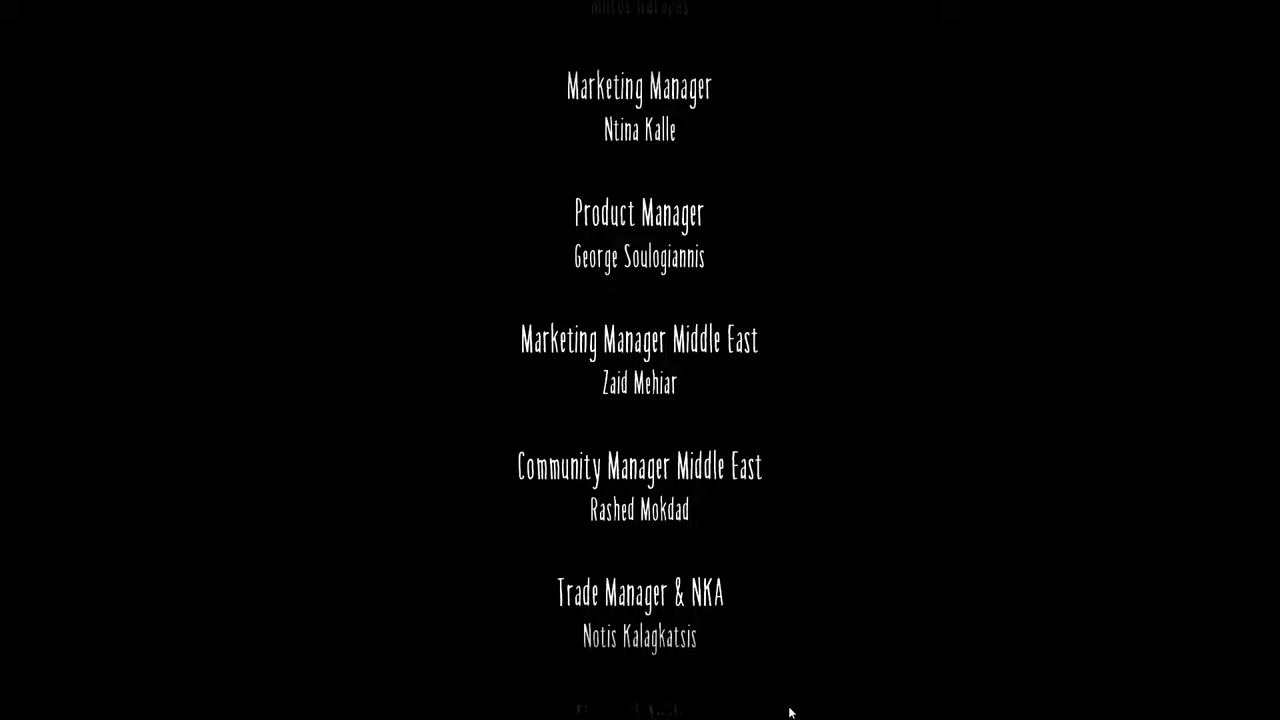 Marketing Manager
Ntina Kalle
Product Manager
George Soulogiannis
Marketing Manager Middle East
Zaid Mehiar
Community Manager Middle East
Rashed Mokdad
Trade Manager & NKA
Notis Kalagkatsis